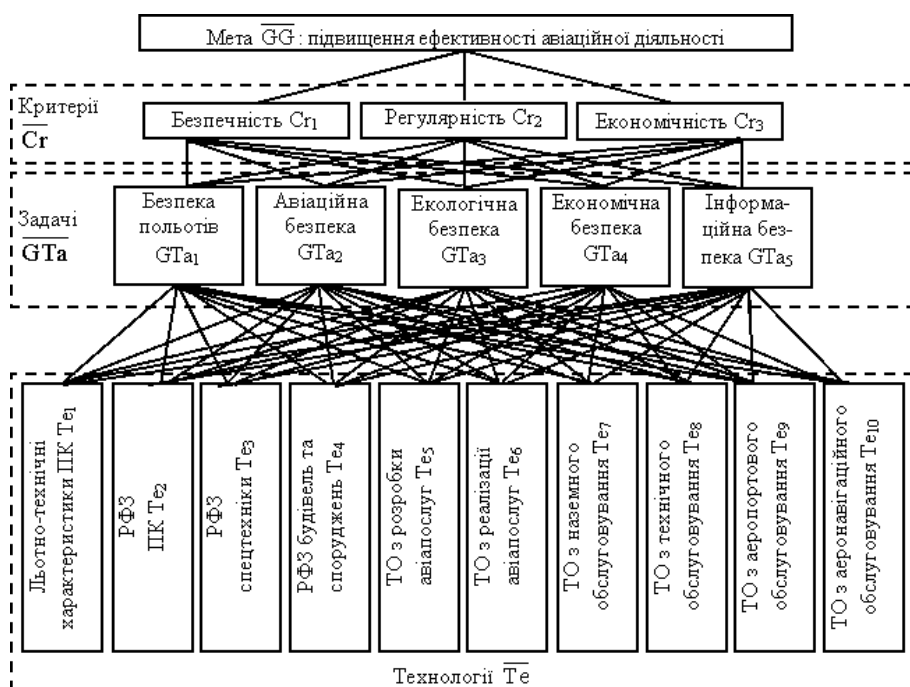 Мета GG : підвищення ефективності авіаційної діяльності
Критерії
Cr
Безпечність Cr1
Регулярність Cr2
Економічність Cr3
Задачі
GTa
Безпека
польотів
GTa1
Авіаційна
безпека
GTa2
Екологічна
безпека
GTa3
Економічна
безпека
GTa4
Інформа-
ційна без-
пека GTa5
Льотно-технічні
характеристики ПК Te1
РФЗ
ПК Te2
РФЗ
спецтехніки Te3
РФЗ будівель та
споруджень Te4
ТО з розробки
авіапослуг Te5
ТО з реалізації
авіапослуг Te6
ТО з наземного
обслуговування Te7
ТО з технічного
обслуговування Te8
ТО з аеропортового
обслуговування Te9
ТО з аеронавігаційного
обслуговування Te10
Технології Te